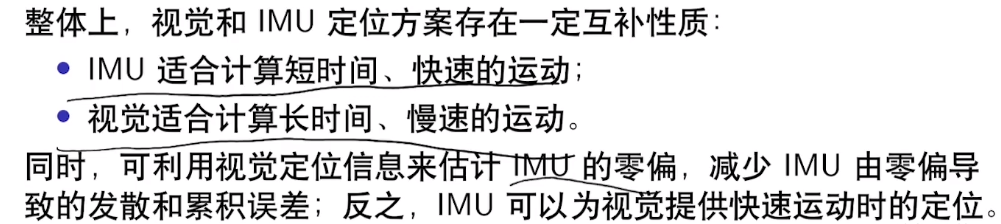 整体上，视觉和 IMU 定位方案存在一定互补性质：
• IMU 适合计算短时间、快速的运动；
• 视觉适合计算长时间、慢速的运动。
同时，可利用视觉定位信息来估计 IMU 的零偏，减少 IMU 由零偏导
致的发散和累积误差；反之，IMU 可以为视觉提供快速运动时的定位。